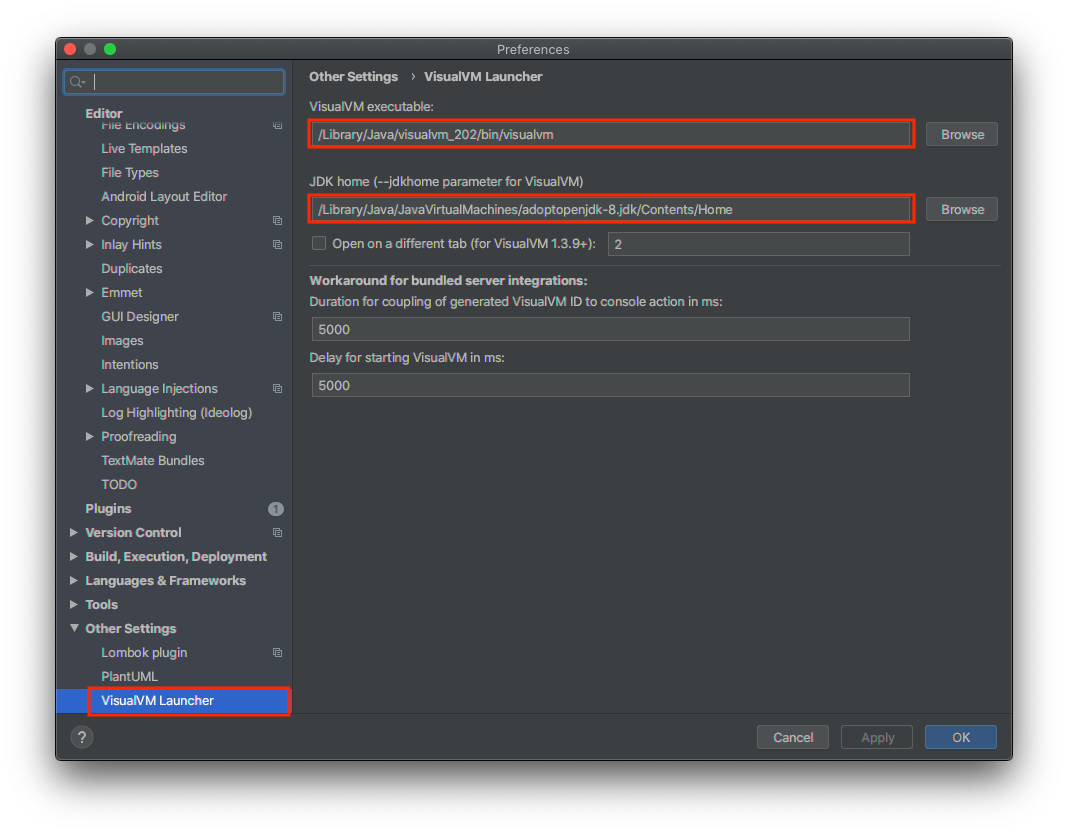 Preferences
Editor
File Encodings
Live Templates
File Types
Android Layout Editor
Copyright
Inlay Hints
Duplicates
Emmet
GUI Designer
Images
Intentions
Language Injections
Log Highlighting (Ideolog)
Proofreading
TextMate Bundles
TODO
Plugins 1
Version Control
Build, Execution, Deployment
Languages & Frameworks
Tools
Other Settings
Lombok plugin
PlantUML
VisualVM Launcher
Other Settings › VisualVM Launcher
VisualVM executable:
/Library/Java/visualvm_202/bin/visualvm Browse
JDK home (--jdkhome parameter for VisualVM)
/Library/Java/JavaVirtualMachines/adoptopenjdk-8.jdk/Contents/Home Browse
Open on a different tab (for VisualVM 1.3.9+): 2
Workaround for bundled server integrations:
Duration for coupling of generated VisualVM ID to console action in ms:
5000
Delay for starting VisualVM in ms:
5000
? Cancel Apply OK